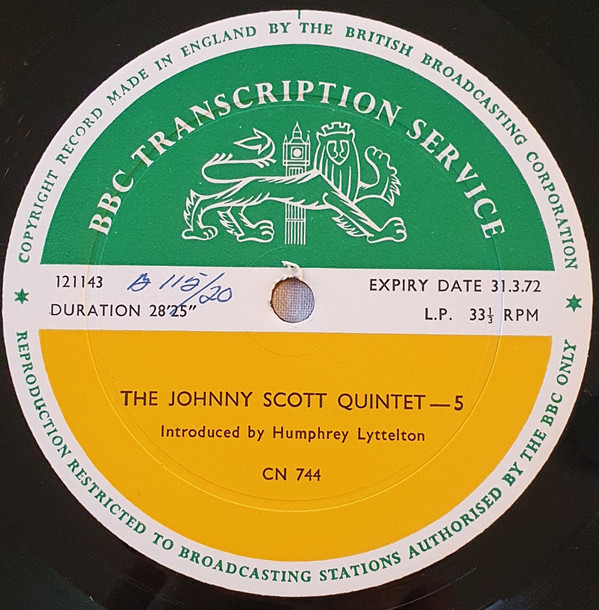 COPYRIGHT RECORD MADE IN ENGLAND BY THE BRITISH BROADCASTING CORPORATION
BBC TRANSCRIPTION SERVICE
121143 B 115/20
EXPIRY DATE 31.3.72
DURATION 28'25"
L.P. 33⅓ RPM
THE JOHNNY SCOTT QUINTET—5
Introduced by Humphrey Lyttelton
CN 744
REPRODUCTION RESTRICTED TO BROADCASTING STATIONS AUTHORISED BY THE BBC ONLY